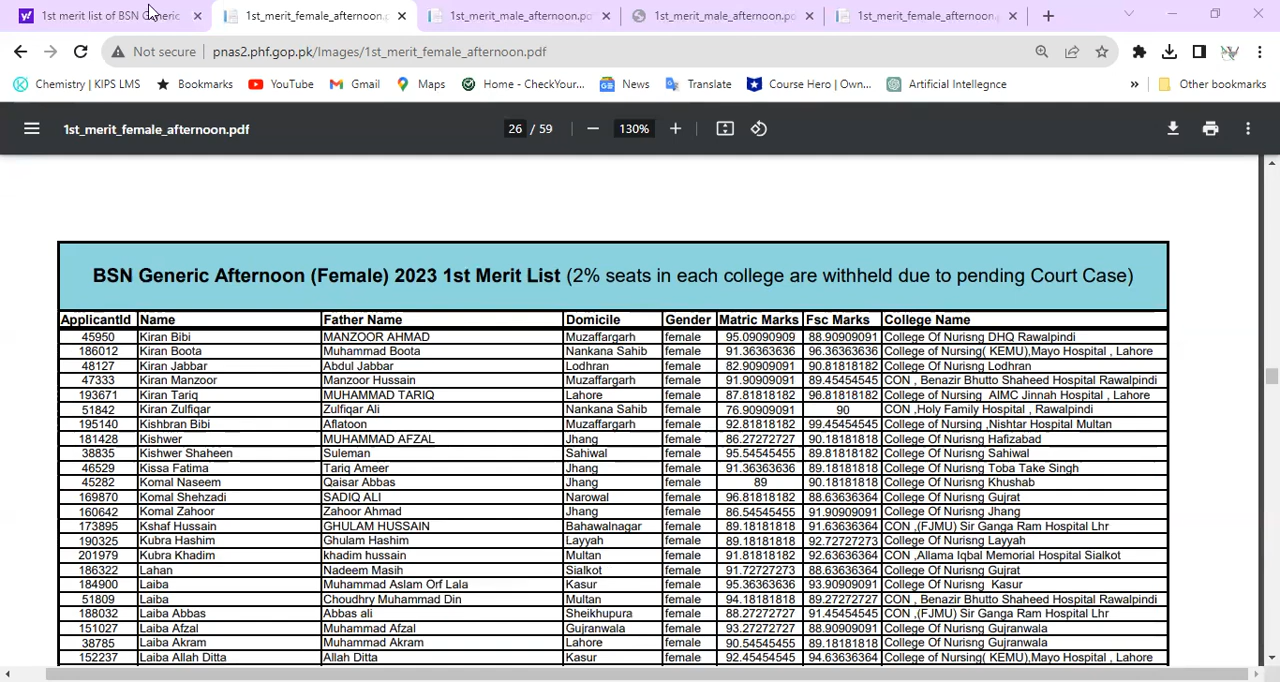 1st merit list of BSN Generic
1st_merit_female_afternoon.p
1st_merit_male_afternoon.pdf
1st_merit_male_afternoon.pdf
1st_merit_female_afternoon.pd
Not secure pnas2.phf.gop.pk/Images/1st_merit_female_afternoon.pdf
Chemistry | KIPS LMS Bookmarks YouTube Gmail Maps Home - CheckYour... News Translate Course Hero | Own... Artificial Intellegnce » Other bookmarks
1st_merit_female_afternoon.pdf 26 / 59 130%
BSN Generic Afternoon (Female) 2023 1st Merit List (2% seats in each college are withheld due to pending Court Case)
ApplicantId Name Father Name Domicile Gender Matric Marks Fsc Marks College Name
45950 Kiran Bibi MANZOOR AHMAD Muzaffargarh female 95.09090909 88.90909091 College Of Nurisng DHQ Rawalpindi
186012 Kiran Boota Muhammad Boota Nankana Sahib female 91.36363636 96.36363636 College of Nursing( KEMU),Mayo Hospital , Lahore
48127 Kiran Jabbar Abdul Jabbar Lodhran female 82.90909091 90.81818182 College Of Nurisng Lodhran
47333 Kiran Manzoor Manzoor Hussain Muzaffargarh female 91.90909091 89.45454545 CON , Benazir Bhutto Shaheed Hospital Rawalpindi
193671 Kiran Tariq MUHAMMAD TARIQ Lahore female 87.81818182 96.81818182 College of Nursing AIMC Jinnah Hospital , Lahore
51842 Kiran Zulfiqar Zulfiqar Ali Nankana Sahib female 76.90909091 90 CON ,Holy Family Hospital , Rawalpindi
195140 Kishbran Bibi Aflatoon Muzaffargarh female 92.81818182 99.45454545 College of Nursing ,Nishtar Hospital Multan
181428 Kishwer MUHAMMAD AFZAL Jhang female 86.27272727 90.18181818 College Of Nurisng Hafizabad
38835 Kishwer Shaheen Suleman Sahiwal female 95.54545455 89.81818182 College Of Nurisng Sahiwal
46529 Kissa Fatima Tariq Ameer Jhang female 91.36363636 89.18181818 College Of Nurisng Toba Take Singh
45282 Komal Naseem Qaisar Abbas Jhang female 89 90.18181818 College Of Nurisng Khushab
169870 Komal Shehzadi SADIQ ALI Narowal female 96.81818182 88.63636364 College Of Nurisng Gujrat
160642 Komal Zahoor Zahoor Ahmad Jhang female 86.54545455 91.90909091 College Of Nurisng Jhang
173895 Kshaf Hussain GHULAM HUSSAIN Bahawalnagar female 89.18181818 91.63636364 CON ,(FJMU) Sir Ganga Ram Hospital Lhr
190325 Kubra Hashim Ghulam Hashim Layyah female 89.18181818 92.72727273 College Of Nurisng Layyah
201979 Kubra Khadim khadim hussain Multan female 91.81818182 92.63636364 CON ,Allama Iqbal Memorial Hospital Sialkot
186322 Lahan Nadeem Masih Sialkot female 91.72727273 88.63636364 College Of Nurisng Gujrat
184900 Laiba Muhammad Aslam Orf Lala Kasur female 95.36363636 93.90909091 College Of Nurisng Kasur
51809 Laiba Choudhry Muhammad Din Multan female 94.18181818 89.27272727 CON , Benazir Bhutto Shaheed Hospital Rawalpindi
188032 Laiba Abbas Abbas ali Sheikhupura female 88.27272727 91.45454545 CON ,(FJMU) Sir Ganga Ram Hospital Lhr
151027 Laiba Afzal Muhammad Afzal Gujranwala female 93.27272727 88.90909091 College Of Nurisng Gujranwala
38785 Laiba Akram Muhammad Akram Lahore female 90.54545455 89.18181818 College Of Nurisng Gujranwala
152237 Laiba Allah Ditta Allah Ditta Kasur female 92.45454545 94.63636364 College of Nursing( KEMU),Mayo Hospital , Lahore